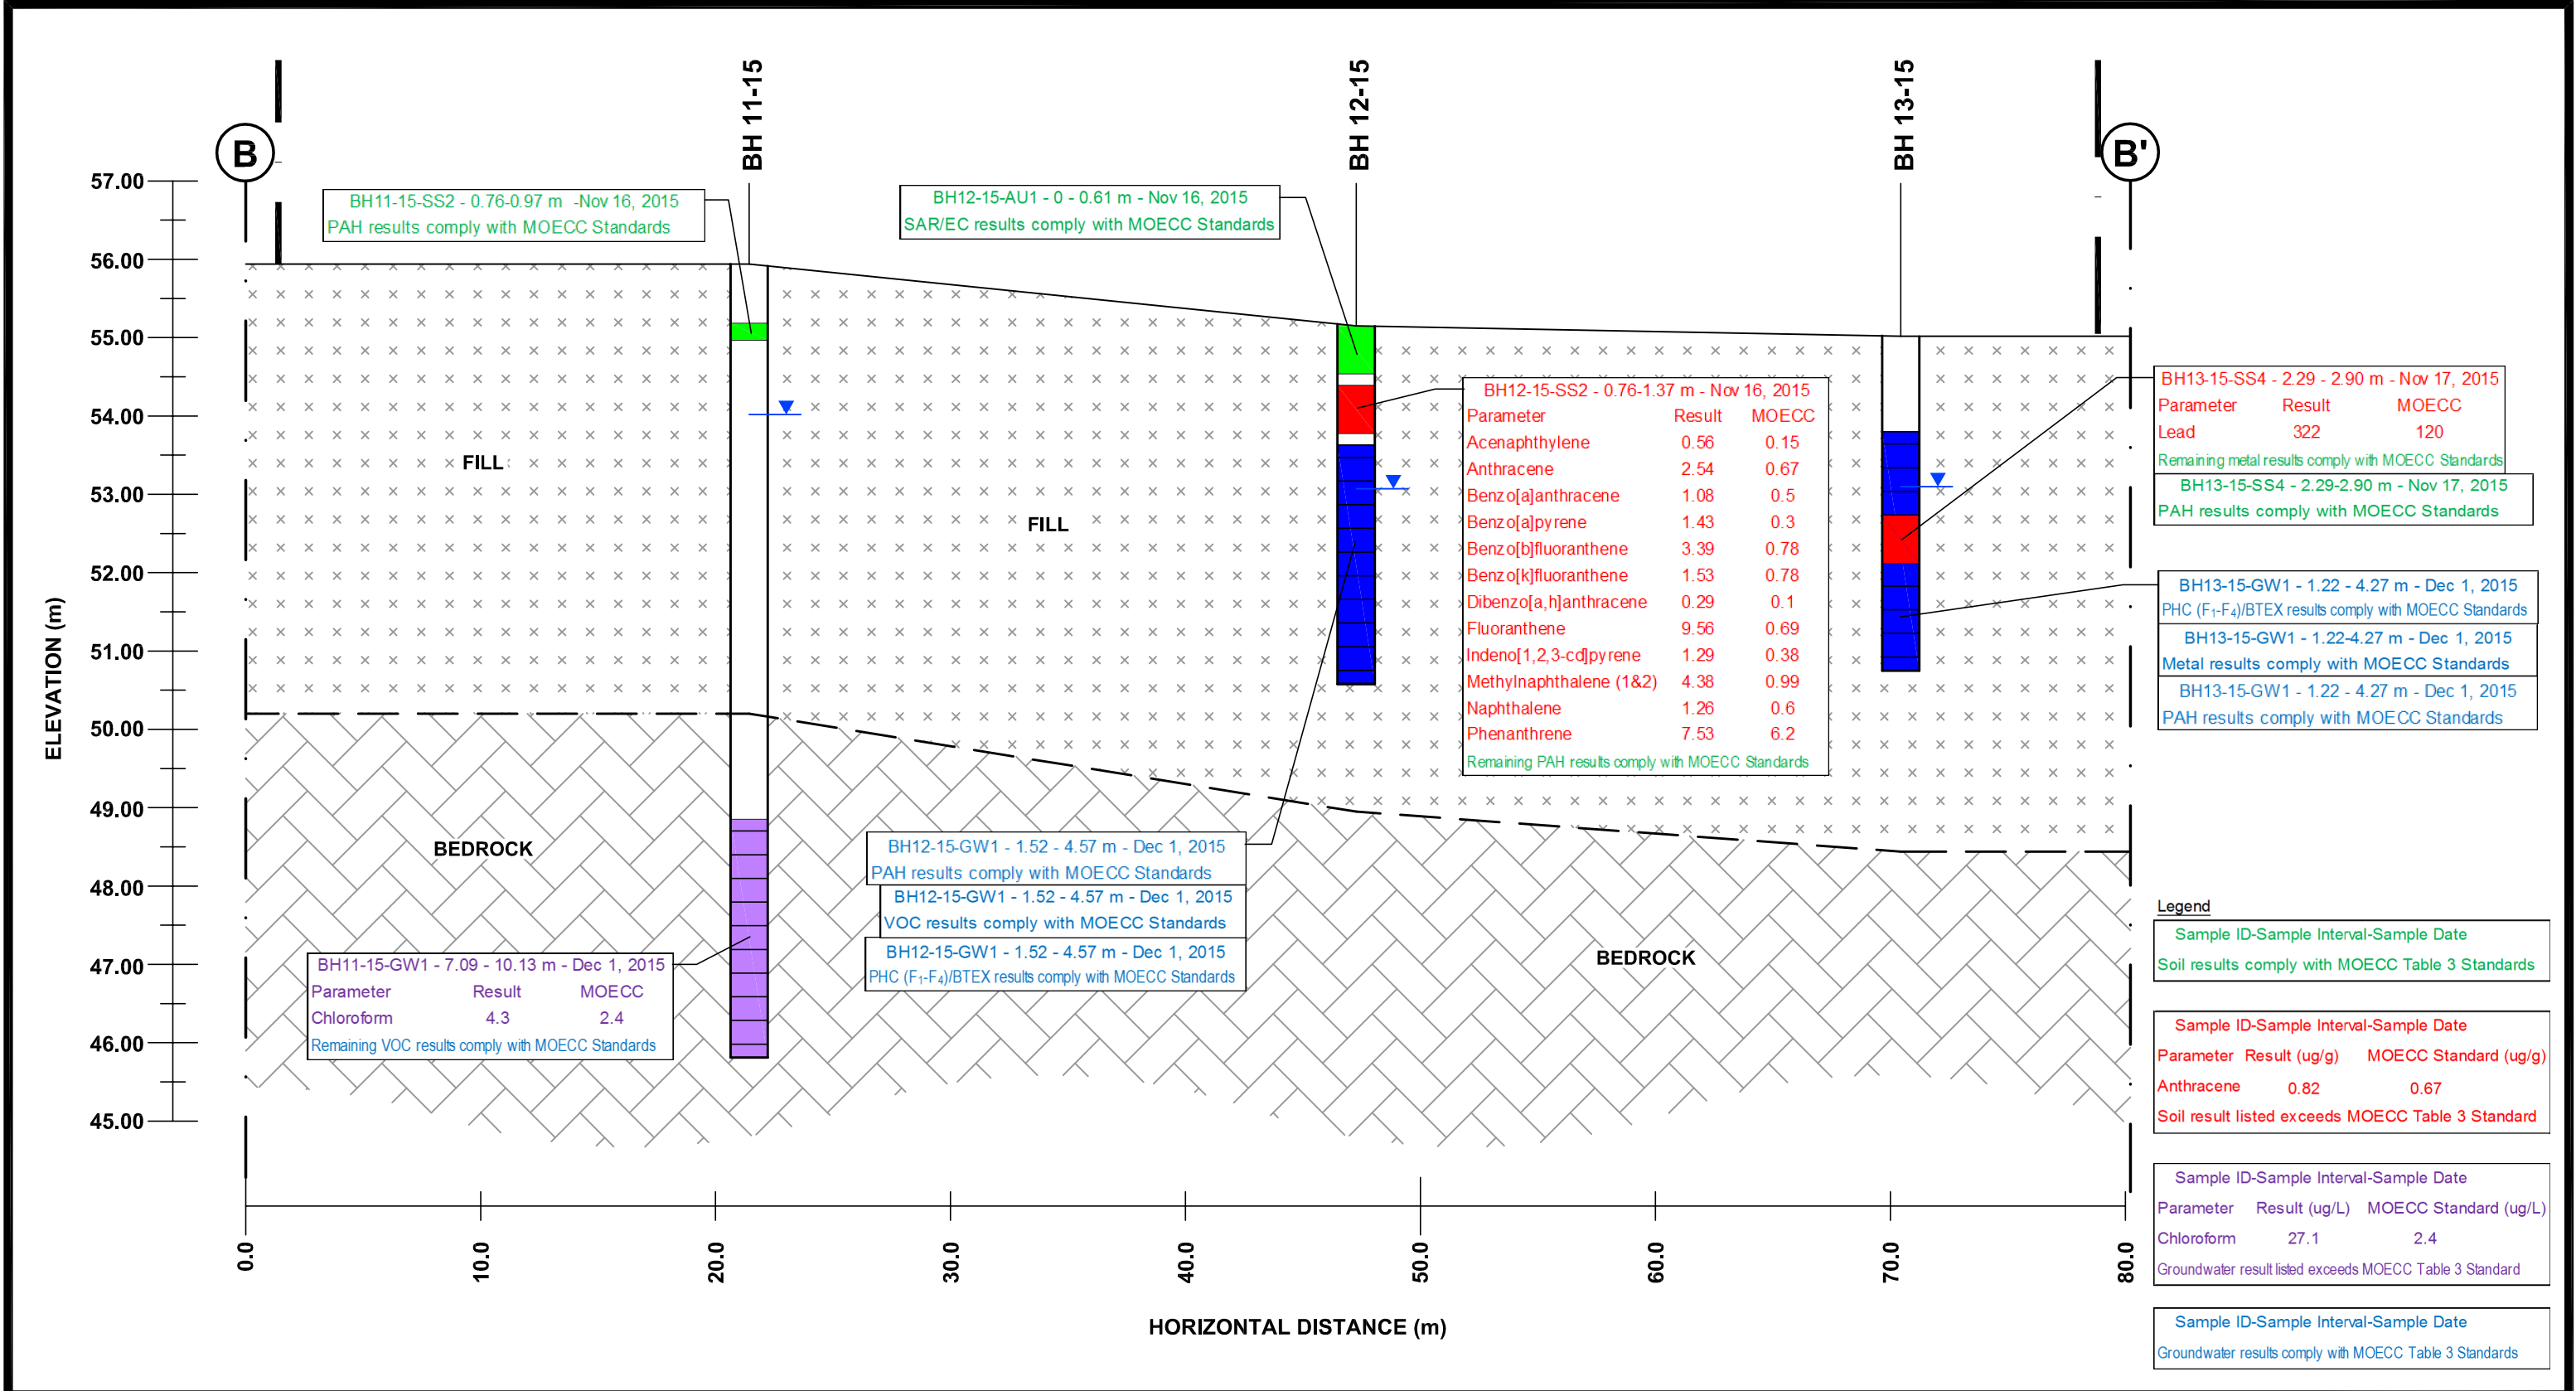 BH 11-15
BH 12-15
BH 13-15
B
B'
57.00
56.00
55.00
54.00
53.00
52.00
51.00
50.00
49.00
48.00
47.00
46.00
45.00
ELEVATION (m)
BH11-15-SS2 - 0.76-0.97 m -Nov 16, 2015
PAH results comply with MOECC Standards
BH12-15-AU1 - 0 - 0.61 m - Nov 16, 2015
SAR/EC results comply with MOECC Standards
FILL
FILL
BH12-15-SS2 - 0.76-1.37 m - Nov 16, 2015
Parameter Result MOECC
Acenaphthylene 0.56 0.15
Anthracene 2.54 0.67
Benzo[a]anthracene 1.08 0.5
Benzo[a]pyrene 1.43 0.3
Benzo[b]fluoranthene 3.39 0.78
Benzo[k]fluoranthene 1.53 0.78
Dibenzo[a,h]anthracene 0.29 0.1
Fluoranthene 9.56 0.69
Indeno[1,2,3-cd]pyrene 1.29 0.38
Methylnaphthalene (1&2) 4.38 0.99
Naphthalene 1.26 0.6
Phenanthrene 7.53 6.2
Remaining PAH results comply with MOECC Standards
BH13-15-SS4 - 2.29 - 2.90 m - Nov 17, 2015
Parameter Result MOECC
Lead 322 120
Remaining metal results comply with MOECC Standards
BH13-15-SS4 - 2.29-2.90 m - Nov 17, 2015
PAH results comply with MOECC Standards
BH13-15-GW1 - 1.22 - 4.27 m - Dec 1, 2015
PHC (F1-F4)/BTEX results comply with MOECC Standards
BH13-15-GW1 - 1.22-4.27 m - Dec 1, 2015
Metal results comply with MOECC Standards
BH13-15-GW1 - 1.22 - 4.27 m - Dec 1, 2015
PAH results comply with MOECC Standards
BEDROCK
BH12-15-GW1 - 1.52 - 4.57 m - Dec 1, 2015
PAH results comply with MOECC Standards
BH12-15-GW1 - 1.52 - 4.57 m - Dec 1, 2015
VOC results comply with MOECC Standards
BH12-15-GW1 - 1.52 - 4.57 m - Dec 1, 2015
PHC (F1-F4)/BTEX results comply with MOECC Standards
BEDROCK
BH11-15-GW1 - 7.09 - 10.13 m - Dec 1, 2015
Parameter Result MOECC
Chloroform 4.3 2.4
Remaining VOC results comply with MOECC Standards
Legend
Sample ID-Sample Interval-Sample Date
Soil results comply with MOECC Table 3 Standards
Sample ID-Sample Interval-Sample Date
Parameter Result (ug/g) MOECC Standard (ug/g)
Anthracene 0.82 0.67
Soil result listed exceeds MOECC Table 3 Standard
Sample ID-Sample Interval-Sample Date
Parameter Result (ug/L) MOECC Standard (ug/L)
Chloroform 27.1 2.4
Groundwater result listed exceeds MOECC Table 3 Standard
Sample ID-Sample Interval-Sample Date
Groundwater results comply with MOECC Table 3 Standards
0.0
10.0
20.0
30.0
40.0
50.0
60.0
70.0
80.0
HORIZONTAL DISTANCE (m)